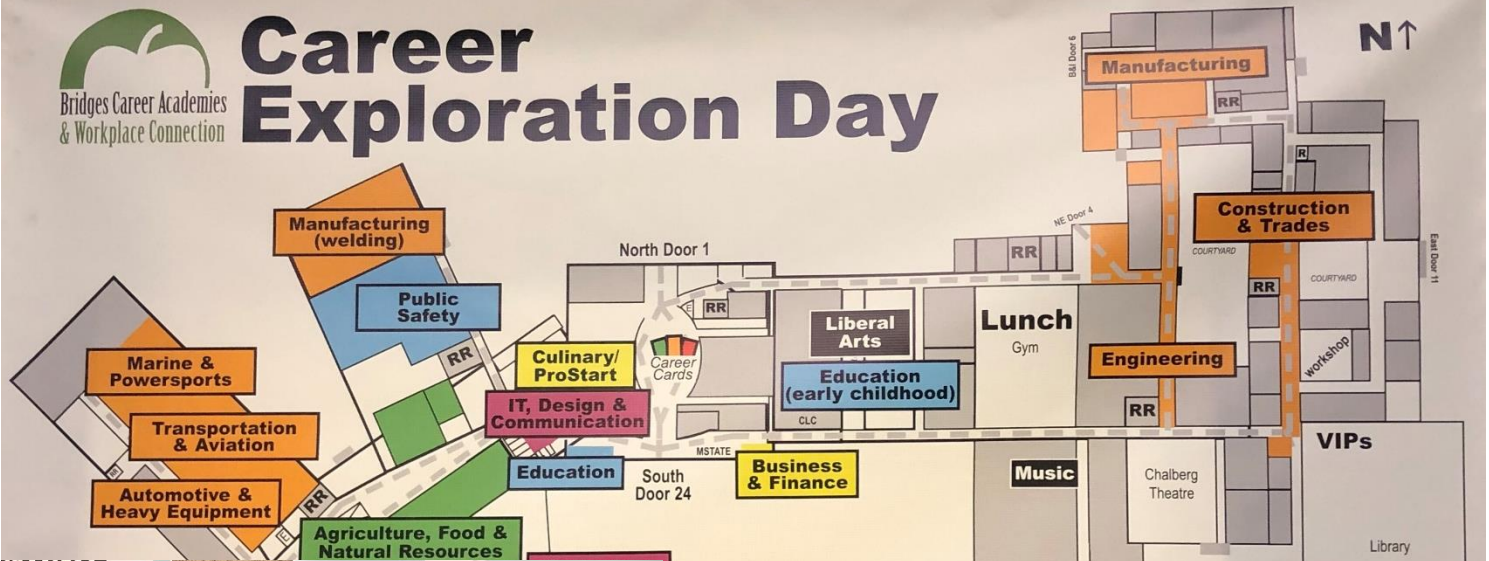 Bridges Career Academies
& Workplace Connection
Career
Exploration Day
N↑
B&I Door 6
Manufacturing
RR
R
Manufacturing
(welding)
Construction
& Trades
NE Door 4
North Door 1
RR
COURTYARD
East Door 11
COURTYARD
RR
Public
Safety
E
RR
Liberal
Arts
Lunch
Gym
workshop
Marine &
Powersports
RR
Culinary/
ProStart
Career
Cards
Education
(early childhood)
Engineering
IT, Design &
Communication
CLC
RR
Transportation
& Aviation
MSTATE
VIPs
M
Education
South
Door 24
Business
& Finance
Music
Chalberg
Theatre
Automotive &
Heavy Equipment
RR
E
Agriculture, Food &
Natural Resources
Library